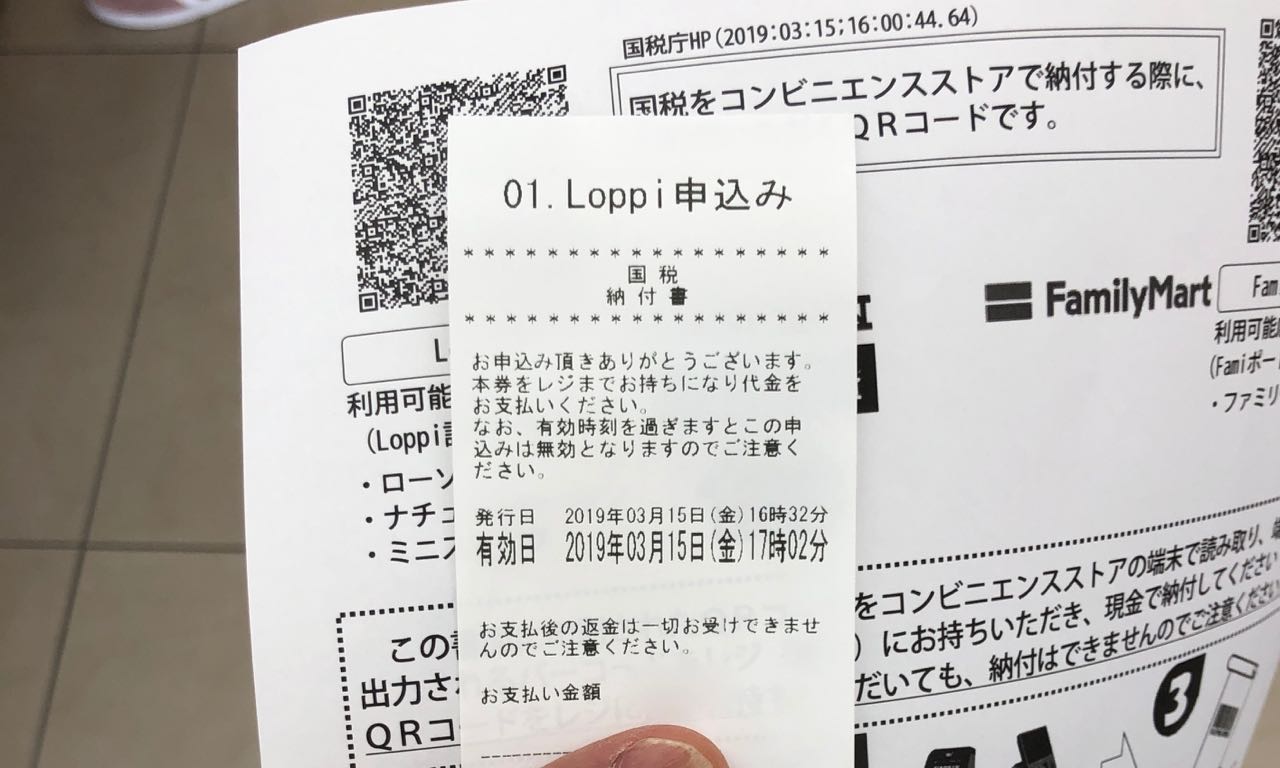 国税庁HP(2019:03:15;16:00:44.64)
国税をコンビニエンスストアで納付する際に、
QRコードです。
01.Loppi申込み
******************
国 税
納 付 書
******************
お申込み頂きありがとうございます。
本券をレジまでお持ちになり代金を
お支払いください。
なお、有効時刻を過ぎますとこの申
込みは無効となりますのでご注意く
ださい。
発行日 2019年03月15日(金)16時32分
有効日 2019年03月15日(金)17時02分
お支払後の返金は一切お受けできませ
んのでご注意ください。
お支払い金額
FamilyMart
Fam
利用可能
(Famiポー
・ファミリ
利用可能
(Loppi
・ローソ
・ナチュ
・ミニス
この
出力さ
QRコ
をコンビニエンスストアの端末で読み取り、
)にお持ちいただき、現金で納付してください
だいても、納付はできませんのでご注意くださ
3